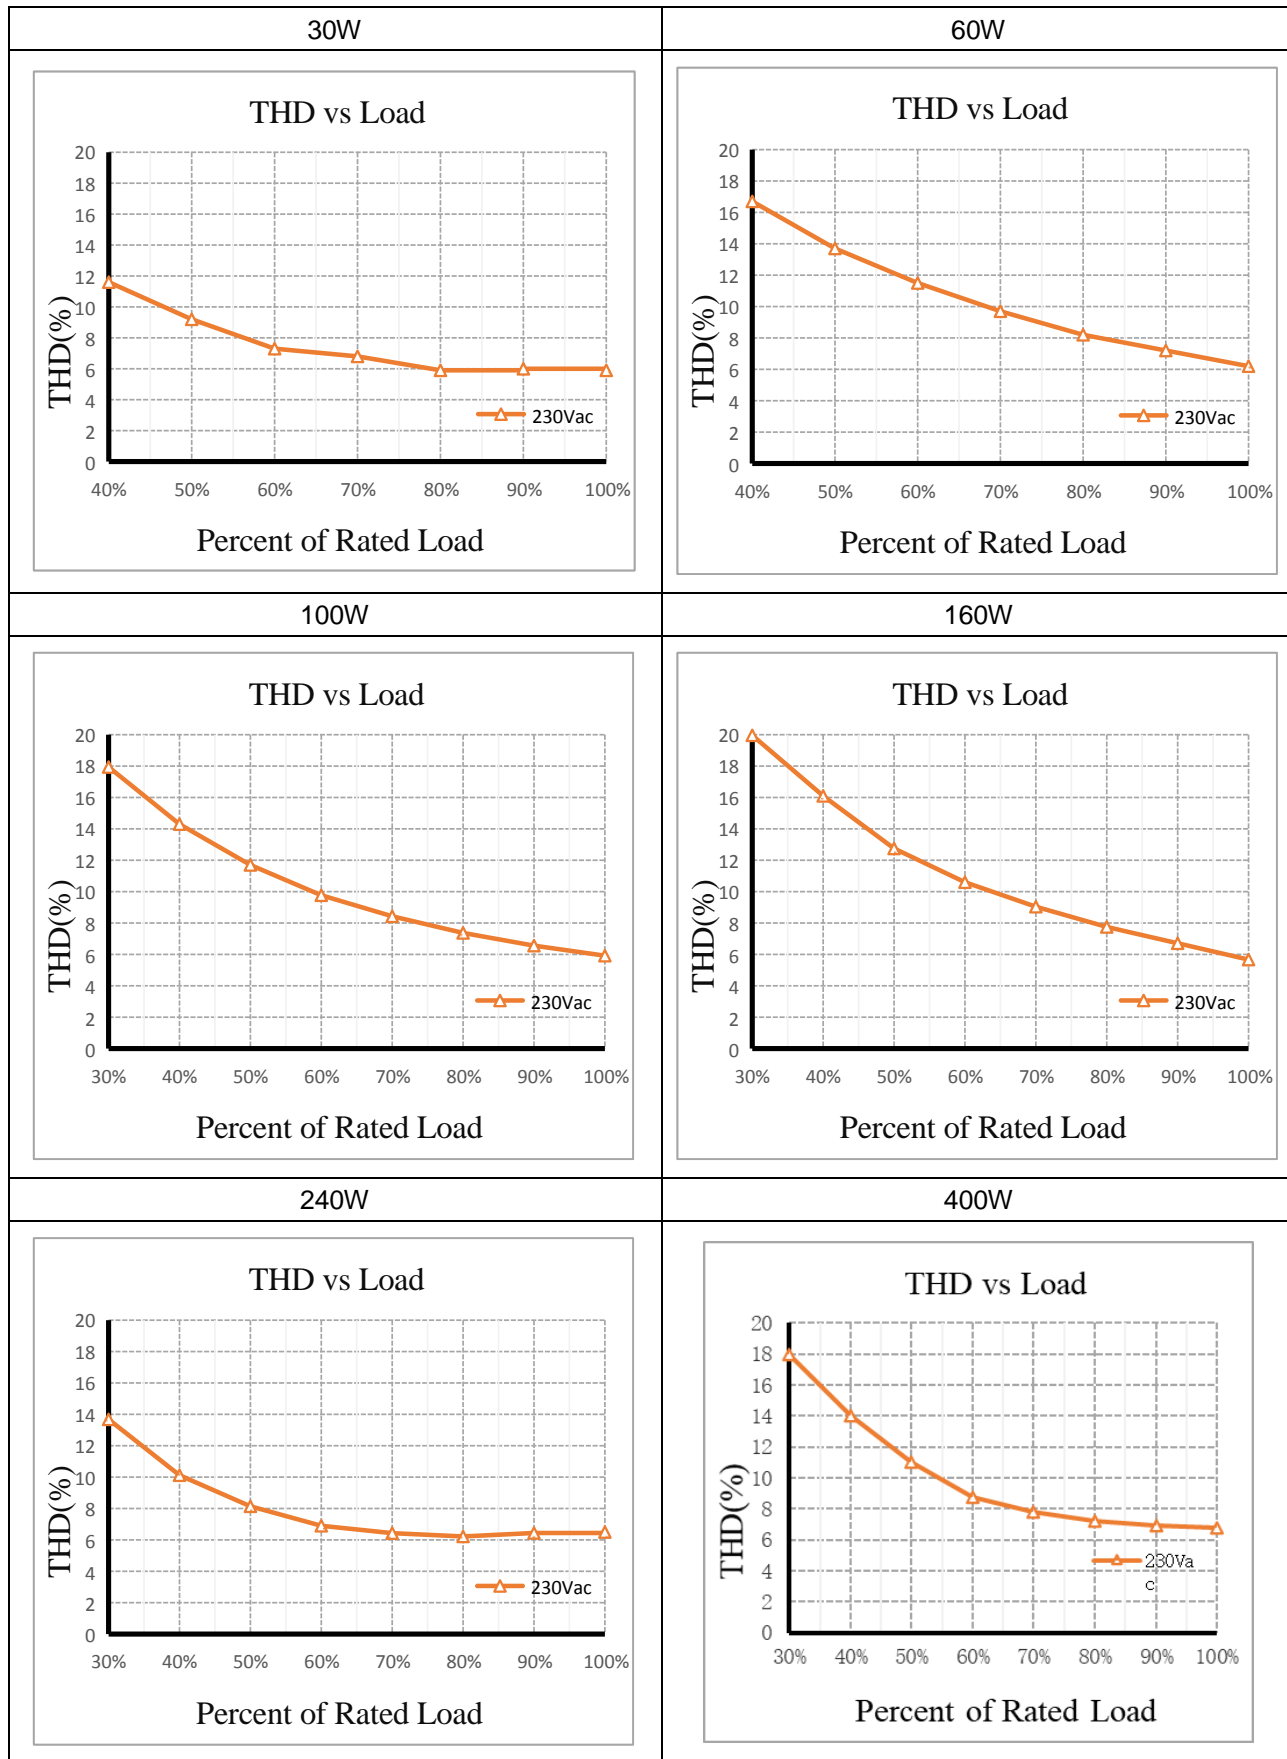 30W
60W
THD vs Load
20
18
16
14
12
10
8
6
4
2
0
THD(%)
230Vac
40% 50% 60% 70% 80% 90% 100%
Percent of Rated Load
THD vs Load
20
18
16
14
12
10
8
6
4
2
0
THD(%)
230Vac
40% 50% 60% 70% 80% 90% 100%
Percent of Rated Load
100W
160W
THD vs Load
20
18
16
14
12
10
8
6
4
2
0
THD(%)
230Vac
30% 40% 50% 60% 70% 80% 90% 100%
Percent of Rated Load
THD vs Load
20
18
16
14
12
10
8
6
4
2
0
THD(%)
230Vac
30% 40% 50% 60% 70% 80% 90% 100%
Percent of Rated Load
240W
400W
THD vs Load
20
18
16
14
12
10
8
6
4
2
0
THD(%)
230Vac
30% 40% 50% 60% 70% 80% 90% 100%
Percent of Rated Load
THD vs Load
20
18
16
14
12
10
8
6
4
2
0
THD(%)
230Va
c
30% 40% 50% 60% 70% 80% 90% 100%
Percent of Rated Load